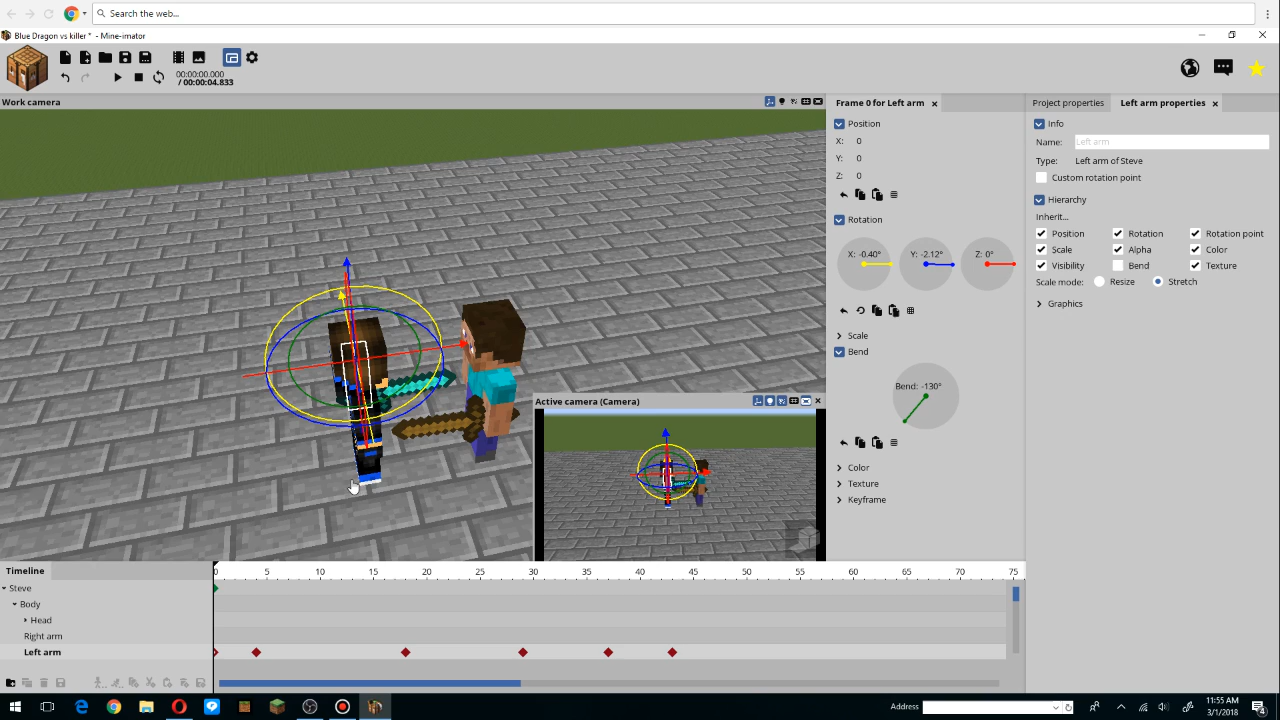 Search the web...
Blue Dragon vs killer * - Mine-imator
00:00:00.000
/ 00:00:04.833
Work camera
Frame 0 for Left arm
Project properties
Left arm properties
Position
X: 0
Y: 0
Z: 0
Rotation
X: -0.40°
Y: -2.12°
Z: 0°
Scale
Bend
Bend: -130°
Color
Texture
Keyframe
Info
Name: Left arm
Type: Left arm of Steve
Custom rotation point
Hierarchy
Inherit...
Position Rotation Rotation point
Scale Alpha Color
Visibility Bend Texture
Scale mode: Resize Stretch
Graphics
Active camera (Camera)
Timeline
0 5 10 15 20 25 30 35 40 45 50 55 60 65 70 75
Steve
Body
Head
Right arm
Left arm
Address
11:55 AM
3/1/2018
4